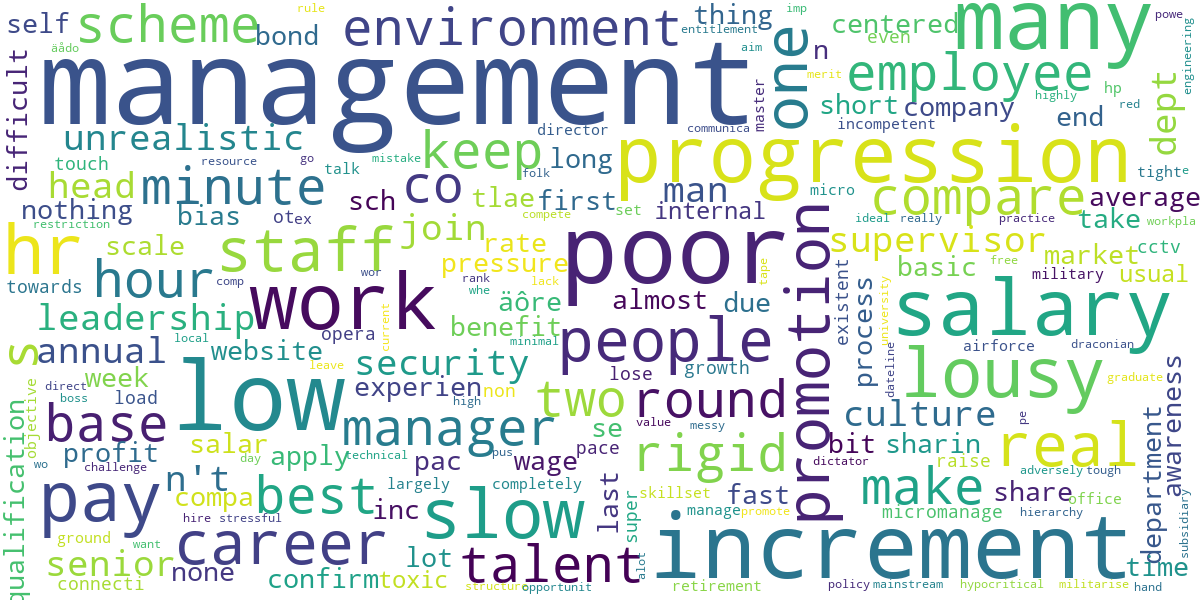 self
scheme
bond
rule
äådo
environment
thing
entitlement
n
one
imp
centered
even
many
powe
engineering
difficult
management
aim
master
merit
employee
highly
hp
red
dept
short
company
end
incompetent
communica
director
unrealistic
keep
long
progression
touch
resource
go
talk
mistake
folk
head
minute
co
tlae
first
man
micro
compare
tight
e
average
nothing
bias
ot
ex
sch
compete
set
internal
ideal
really
practice
take
workpla
restriction
scale
staff
join
rate
poor
promotion
supervisor
market
cctv
hr
hour
comp
wor
pressure
lack
tape
basic
free
military
usual
towards
work
rank
whe
äôre
almost
due
existent
process
university
salary
leadership
opera
current
benefit
minimal
people
airforce
draconian
local
s
annual
website
security
lose
growth
dateline
lousy
graduate
awareness
week
leave
experien
non
two
round
direct
boss
load
low
high
value
messy
culture
pe
objective
qualification
base
manager
se
rigid
bit
sharin
real
department
profit
salar
day
apply
technical
pac
pus
wage
pace
dictator
raise
adversely
tough
wo
challenge
n't
largely
completely
last
super
skillset
fast
make
share
office
pay
compa
best
inc
slow
manage
promote
micromanage
hierarchy
hire
stressful
ground
want
career
lot
talent
alot
increment
time
subsidiary
senior
connecti
none
confirm
toxic
structure
opportunit
retirement
policy
mainstream
hypocritical
militarise
hand